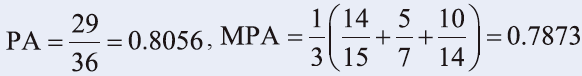 PA = 29/36 = 0.8056, MPA = 1/3(14/15 + 5/7 + 10/14) = 0.7873